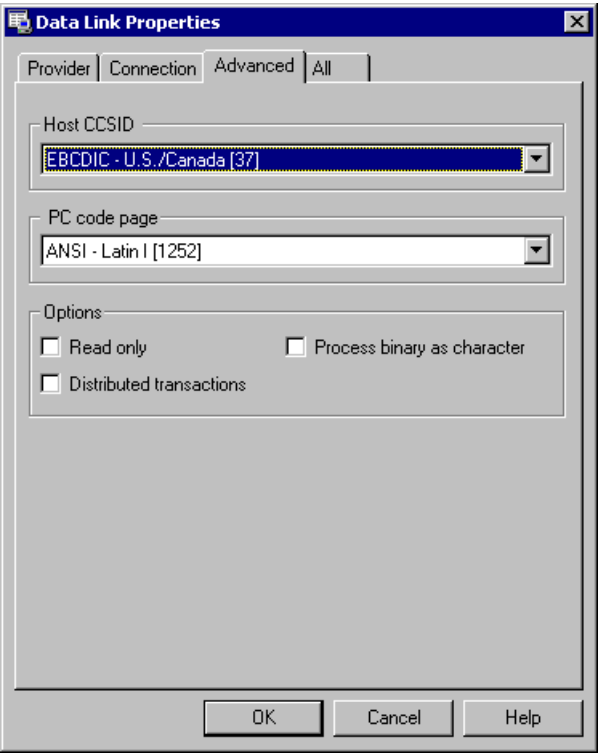 Data Link Properties
Provider Connection Advanced All
Host CCSID
EBCDIC - U.S./Canada [37]
PC code page
ANSI - Latin I [1252]
Options
Read only Process binary as character
Distributed transactions
OK Cancel Help